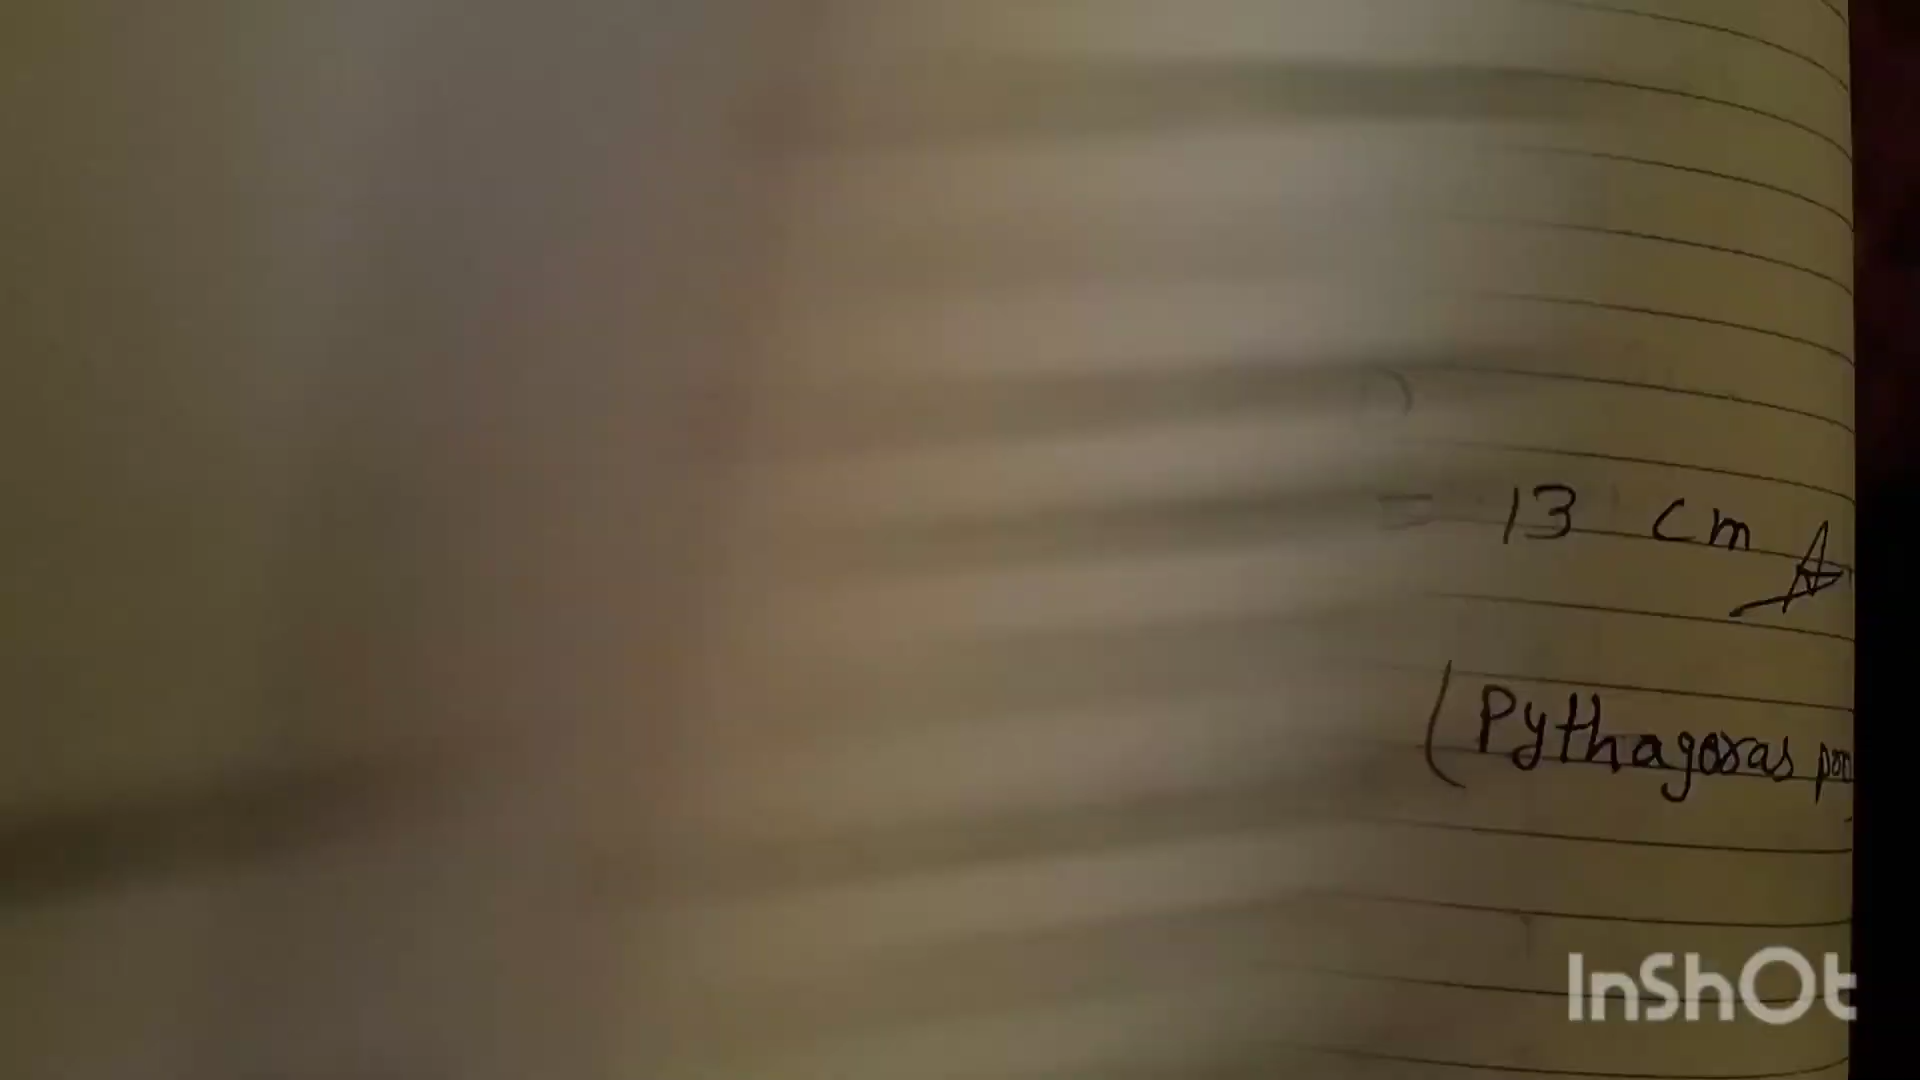 = 13 cm
(Pythagoras
InShOt